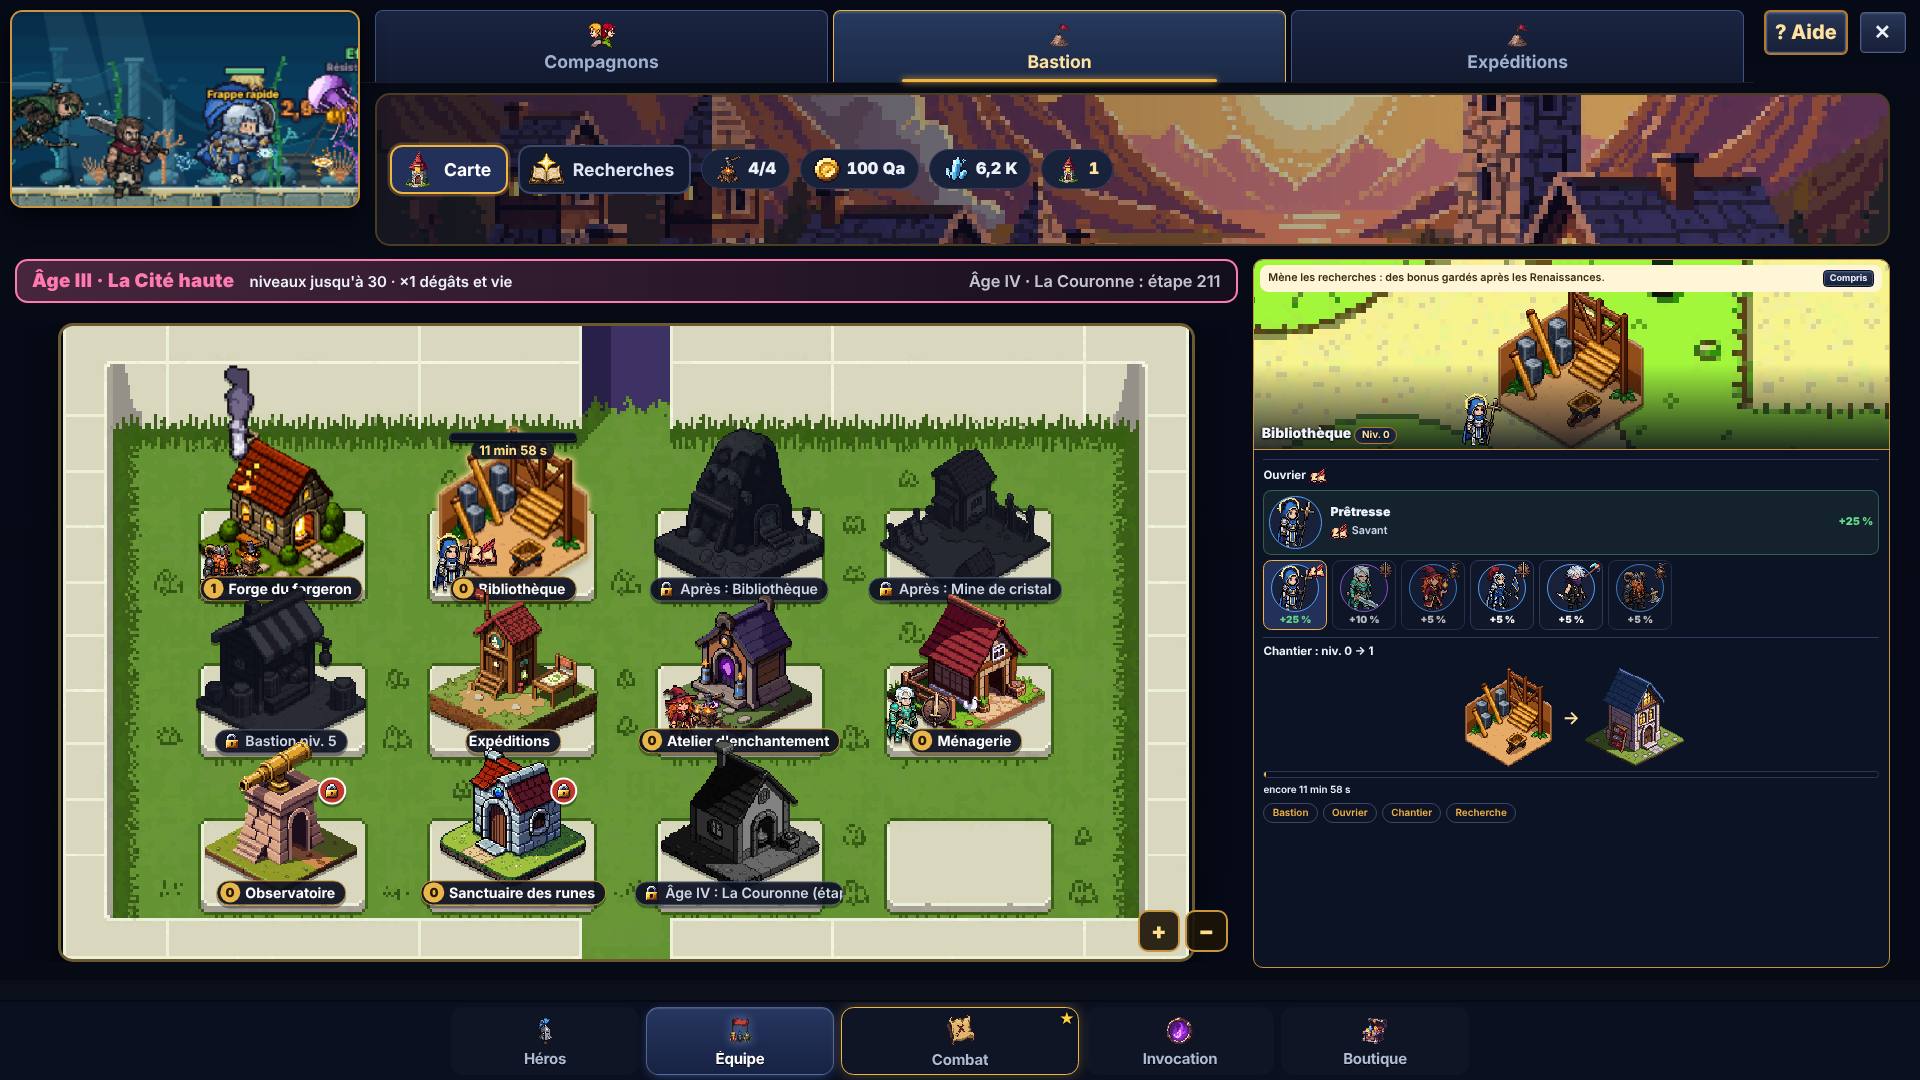 Compagnons
Bastion
Expéditions
? Aide
×
Frappe rapide
Carte
Recherches
4/4
100 Qa
6,2 K
1
Âge III · La Cité haute niveaux jusqu'à 30 · ×1 dégâts et vie
Âge IV · La Couronne : étape 211
Mène les recherches : des bonus gardés après les Renaissances.
Compris
Bibliothèque Niv. 0
11 min 58 s
1 Forge du forgeron
0 Bibliothèque
Après : Bibliothèque
Après : Mine de cristal
Bastion niv. 5
Expéditions
0 Atelier d'enchantement
0 Ménagerie
0 Observatoire
0 Sanctuaire des runes
Âge IV : La Couronne (éta
+
−
Ouvrier
Prêtresse
Savant
+25 %
+25 %
+10 %
+5 %
+5 %
+5 %
+5 %
Chantier : niv. 0 → 1
→
encore 11 min 58 s
Bastion
Ouvrier
Chantier
Recherche
Héros
Équipe
Combat
Invocation
Boutique